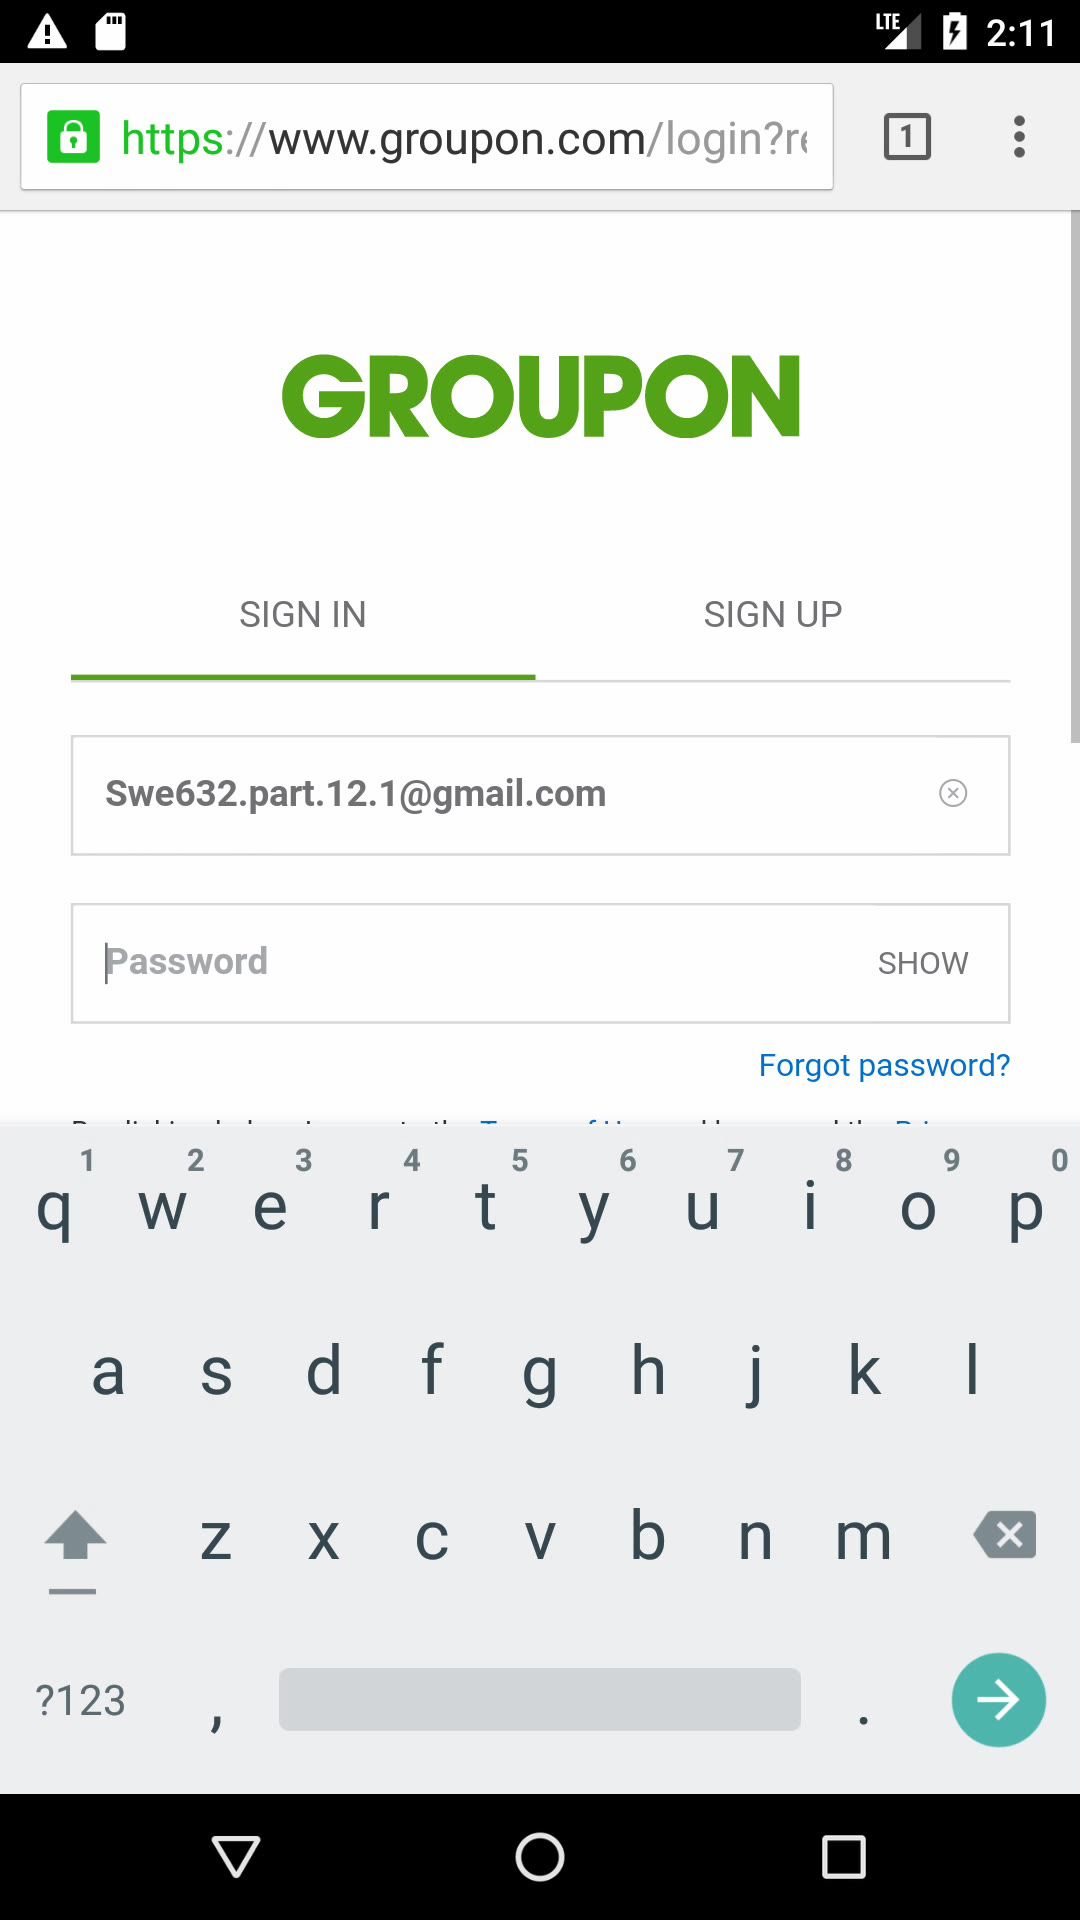 LTE 2:11
https://www.groupon.com/login?re
1
GROUPON
SIGN IN SIGN UP
Swe632.part.12.1@gmail.com
Password SHOW
Forgot password?
1 2 3 4 5 6 7 8 9 0
q w e r t y u i o p
a s d f g h j k l
z x c v b n m
?123 , .